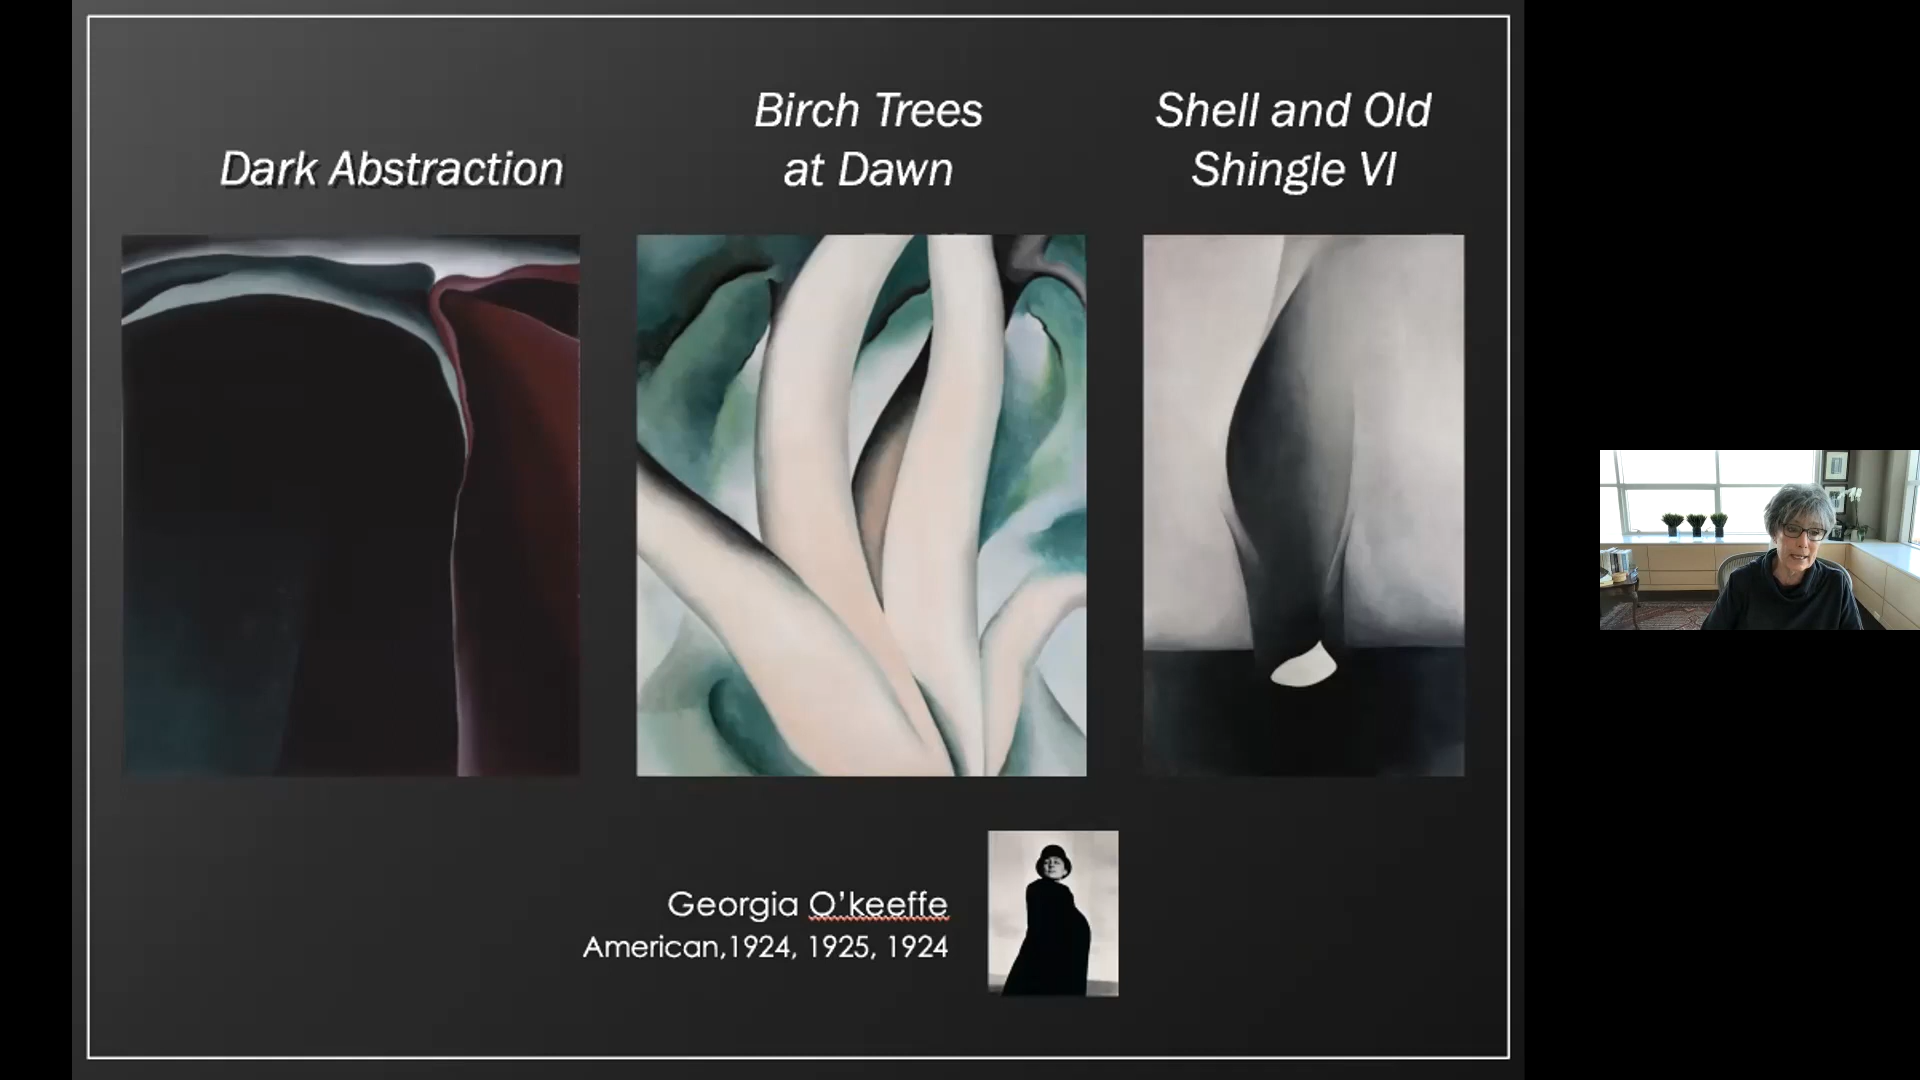 Dark Abstraction
Birch Trees
at Dawn
Shell and Old
Shingle VI
Georgia O'keeffe
American,1924, 1925, 1924